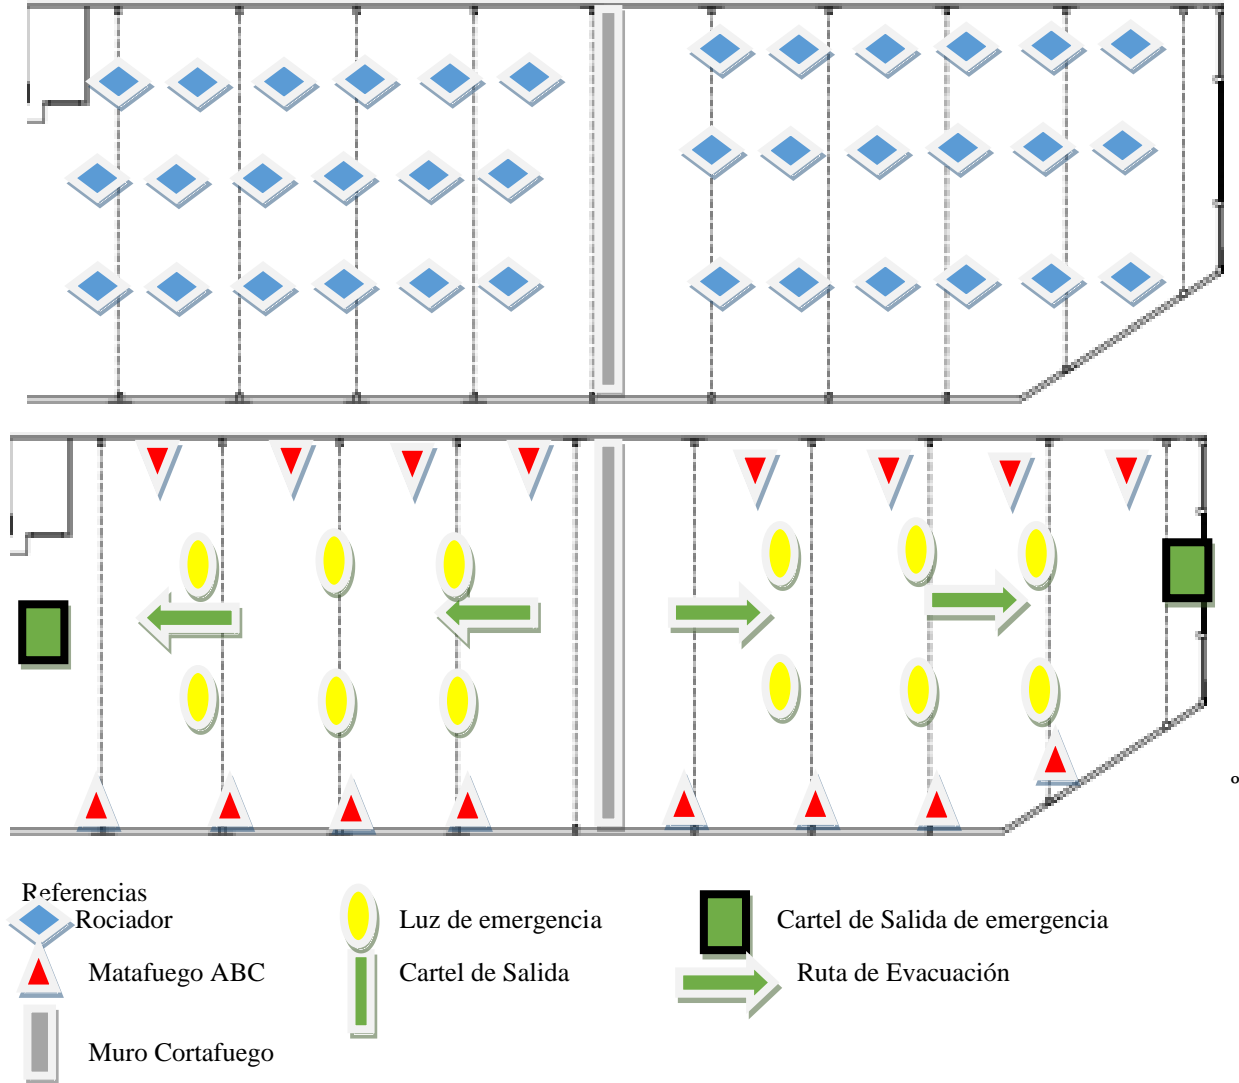 o
Referencias
Rociador
Luz de emergencia
Cartel de Salida de emergencia
Matafuego ABC
Cartel de Salida
Ruta de Evacuación
Muro Cortafuego